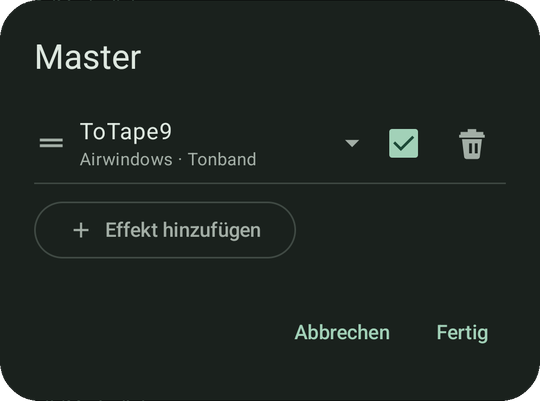 Master
ToTape9
Airwindows · Tonband
Effekt hinzufügen
Abbrechen
Fertig